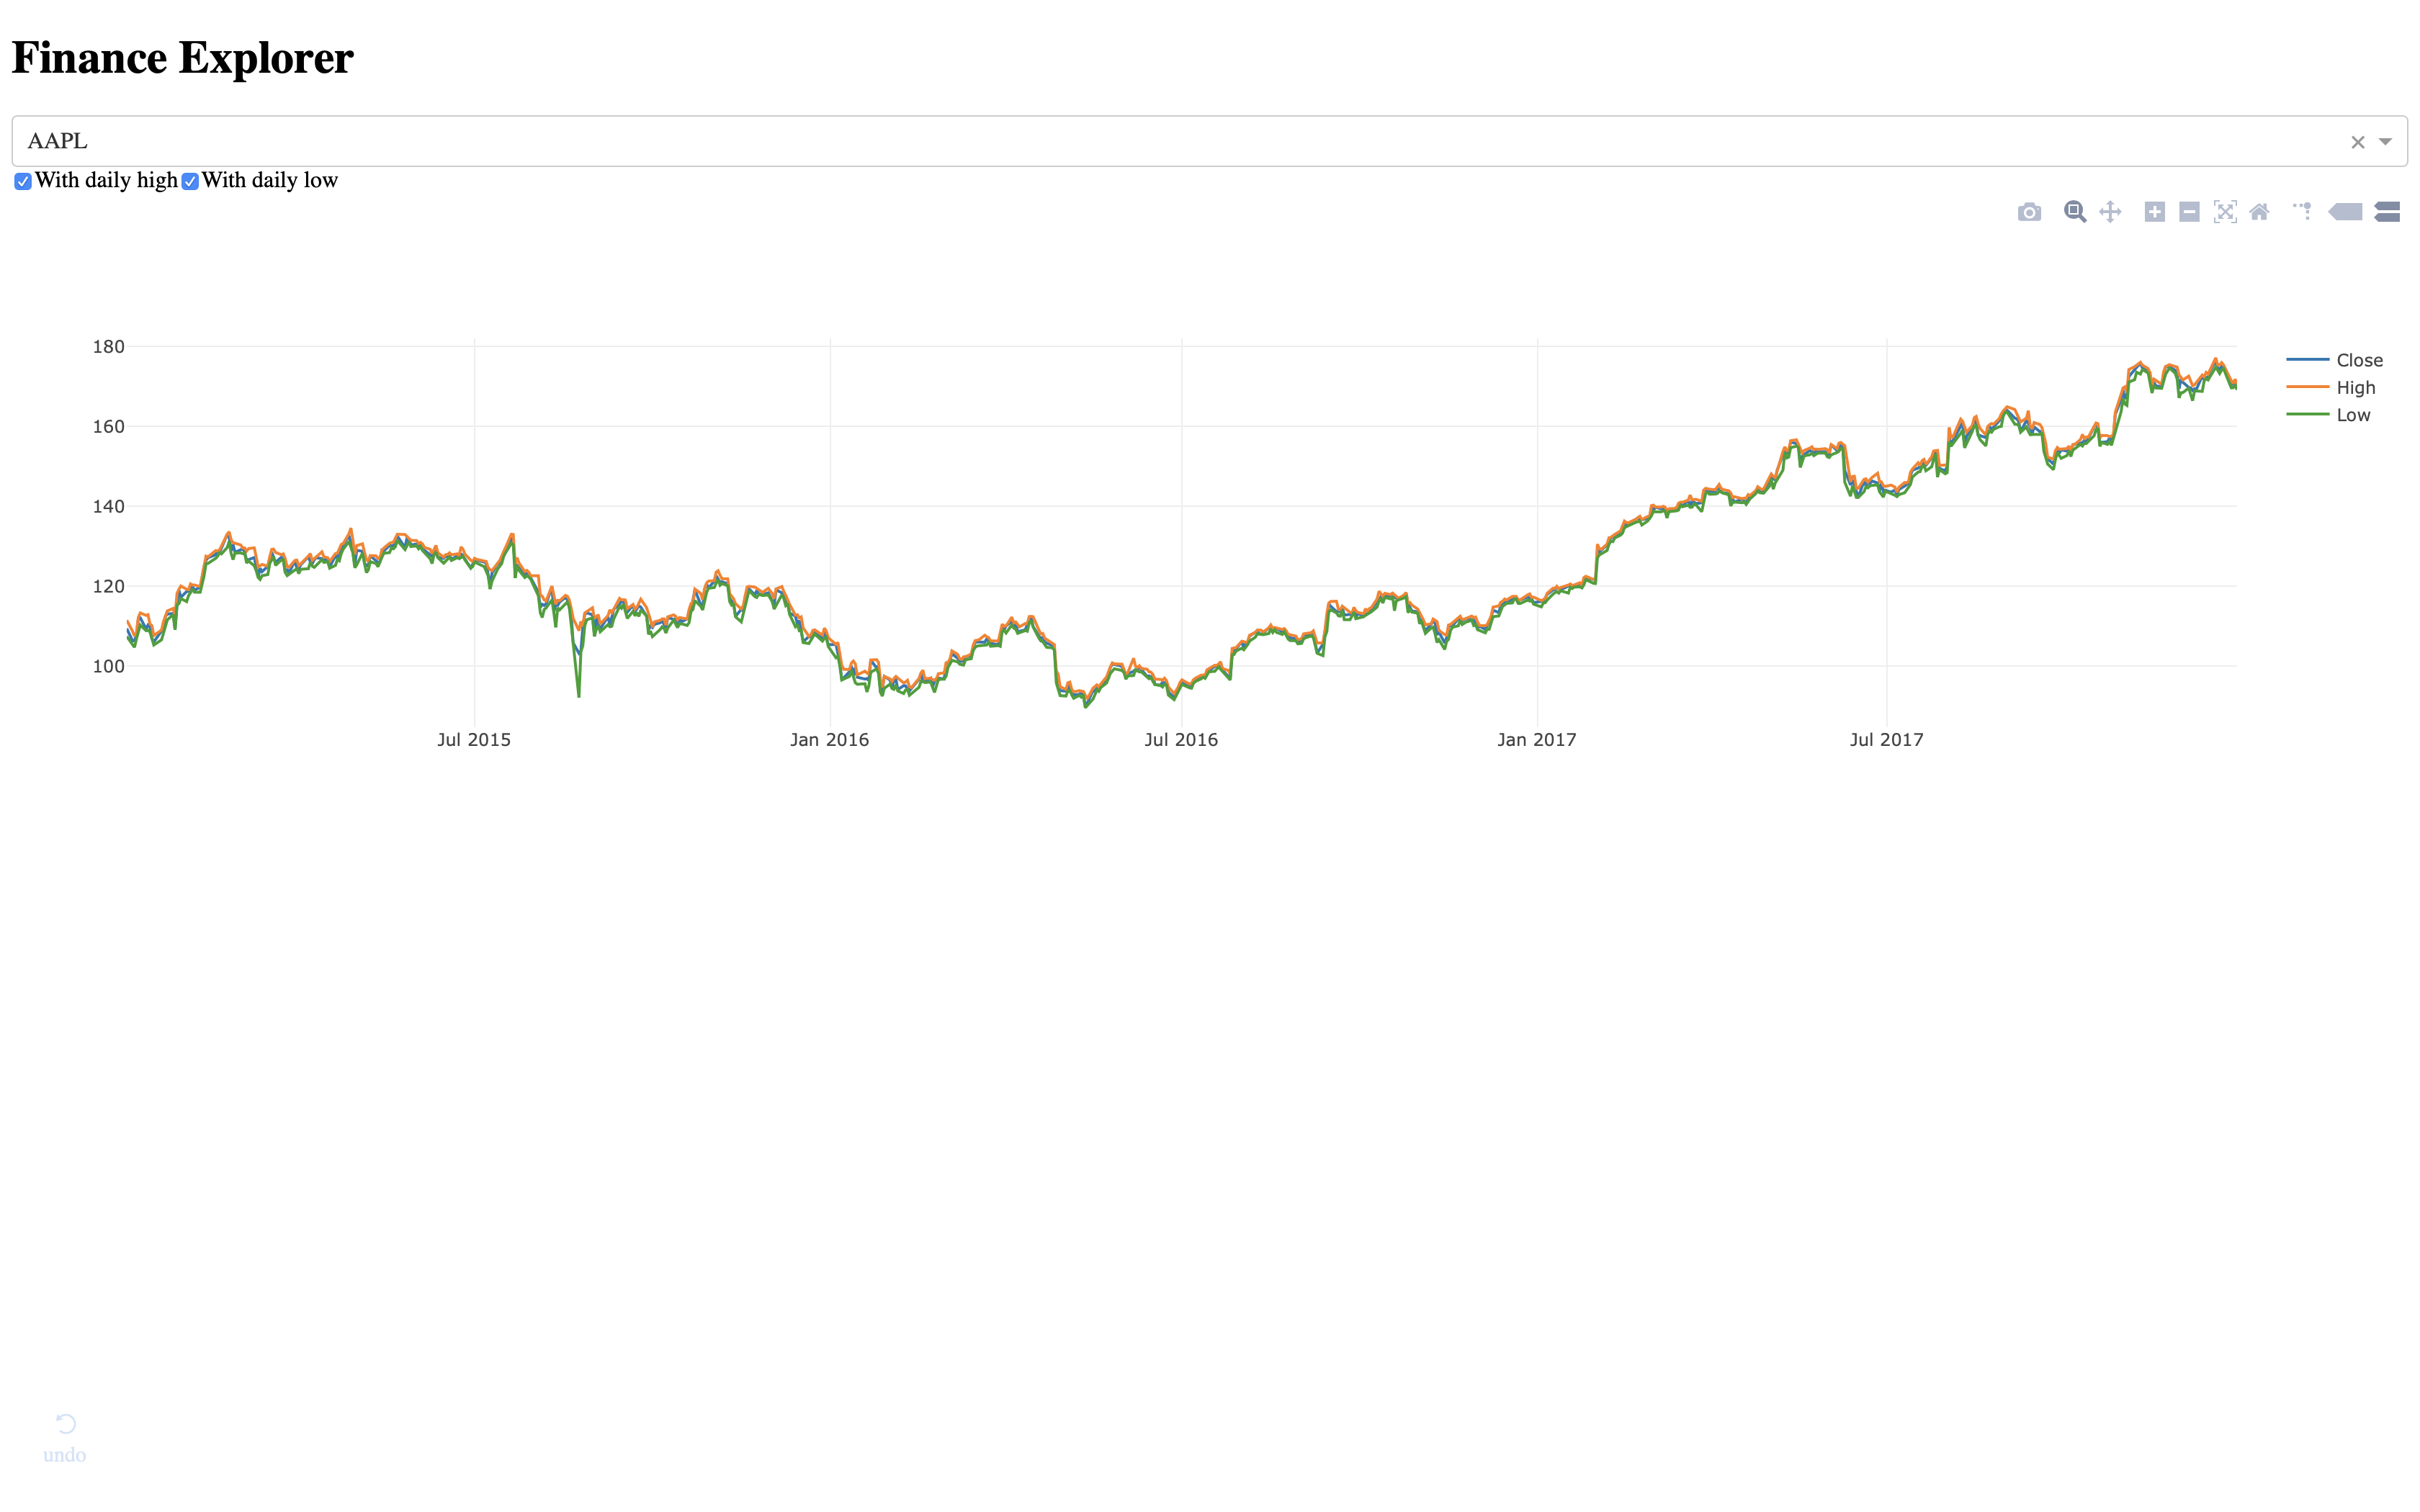 Finance Explorer
AAPL
With daily high With daily low
180
160
140
120
100
Jul 2015 Jan 2016 Jul 2016 Jan 2017 Jul 2017
Close
High
Low
undo